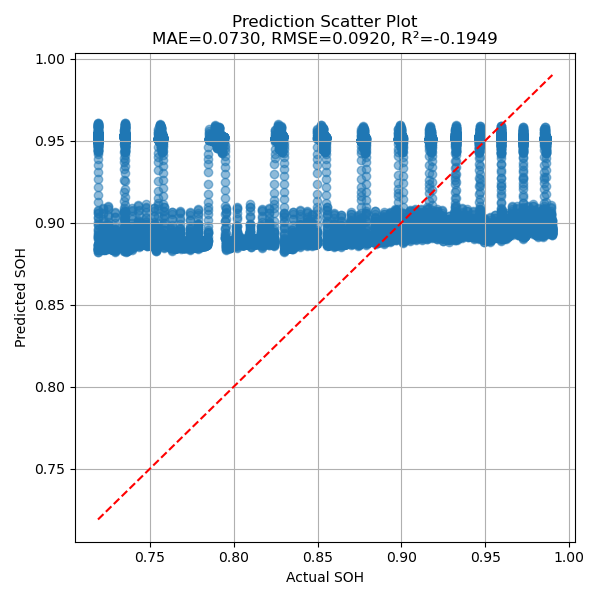 Prediction Scatter Plot
MAE=0.0730, RMSE=0.0920, R²=-0.1949
1.00
0.95
0.90
0.85
0.80
0.75
Predicted SOH
0.75 0.80 0.85 0.90 0.95 1.00
Actual SOH